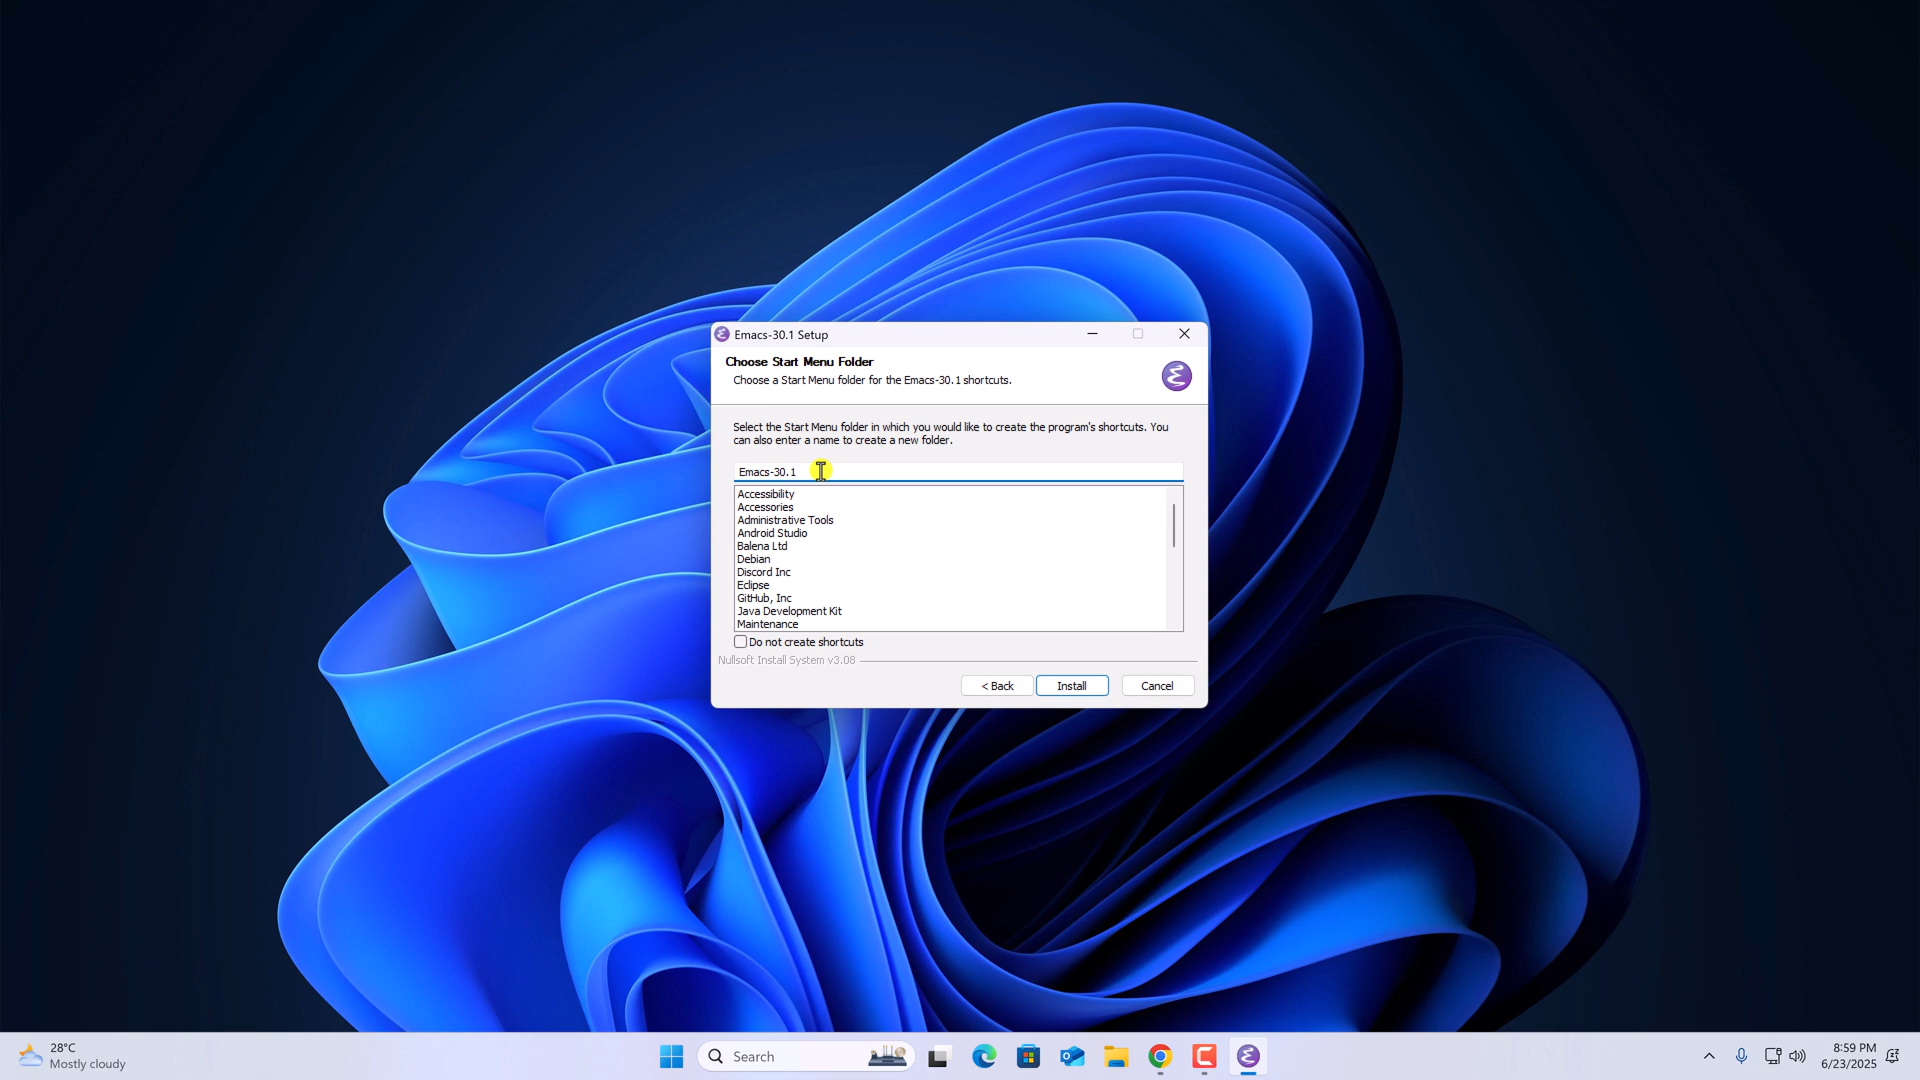 Emacs-30.1 Setup
Choose Start Menu Folder
Choose a Start Menu folder for the Emacs-30.1 shortcuts.
Select the Start Menu folder in which you would like to create the program's shortcuts. You
can also enter a name to create a new folder.
Emacs-30.1
Accessibility
Accessories
Administrative Tools
Android Studio
Balena Ltd
Debian
Discord Inc
Eclipse
GitHub, Inc
Java Development Kit
Maintenance
Do not create shortcuts
Nullsoft Install System v3.08
< Back
Install
Cancel
28°C
Mostly cloudy
Search
8:59 PM
6/23/2025